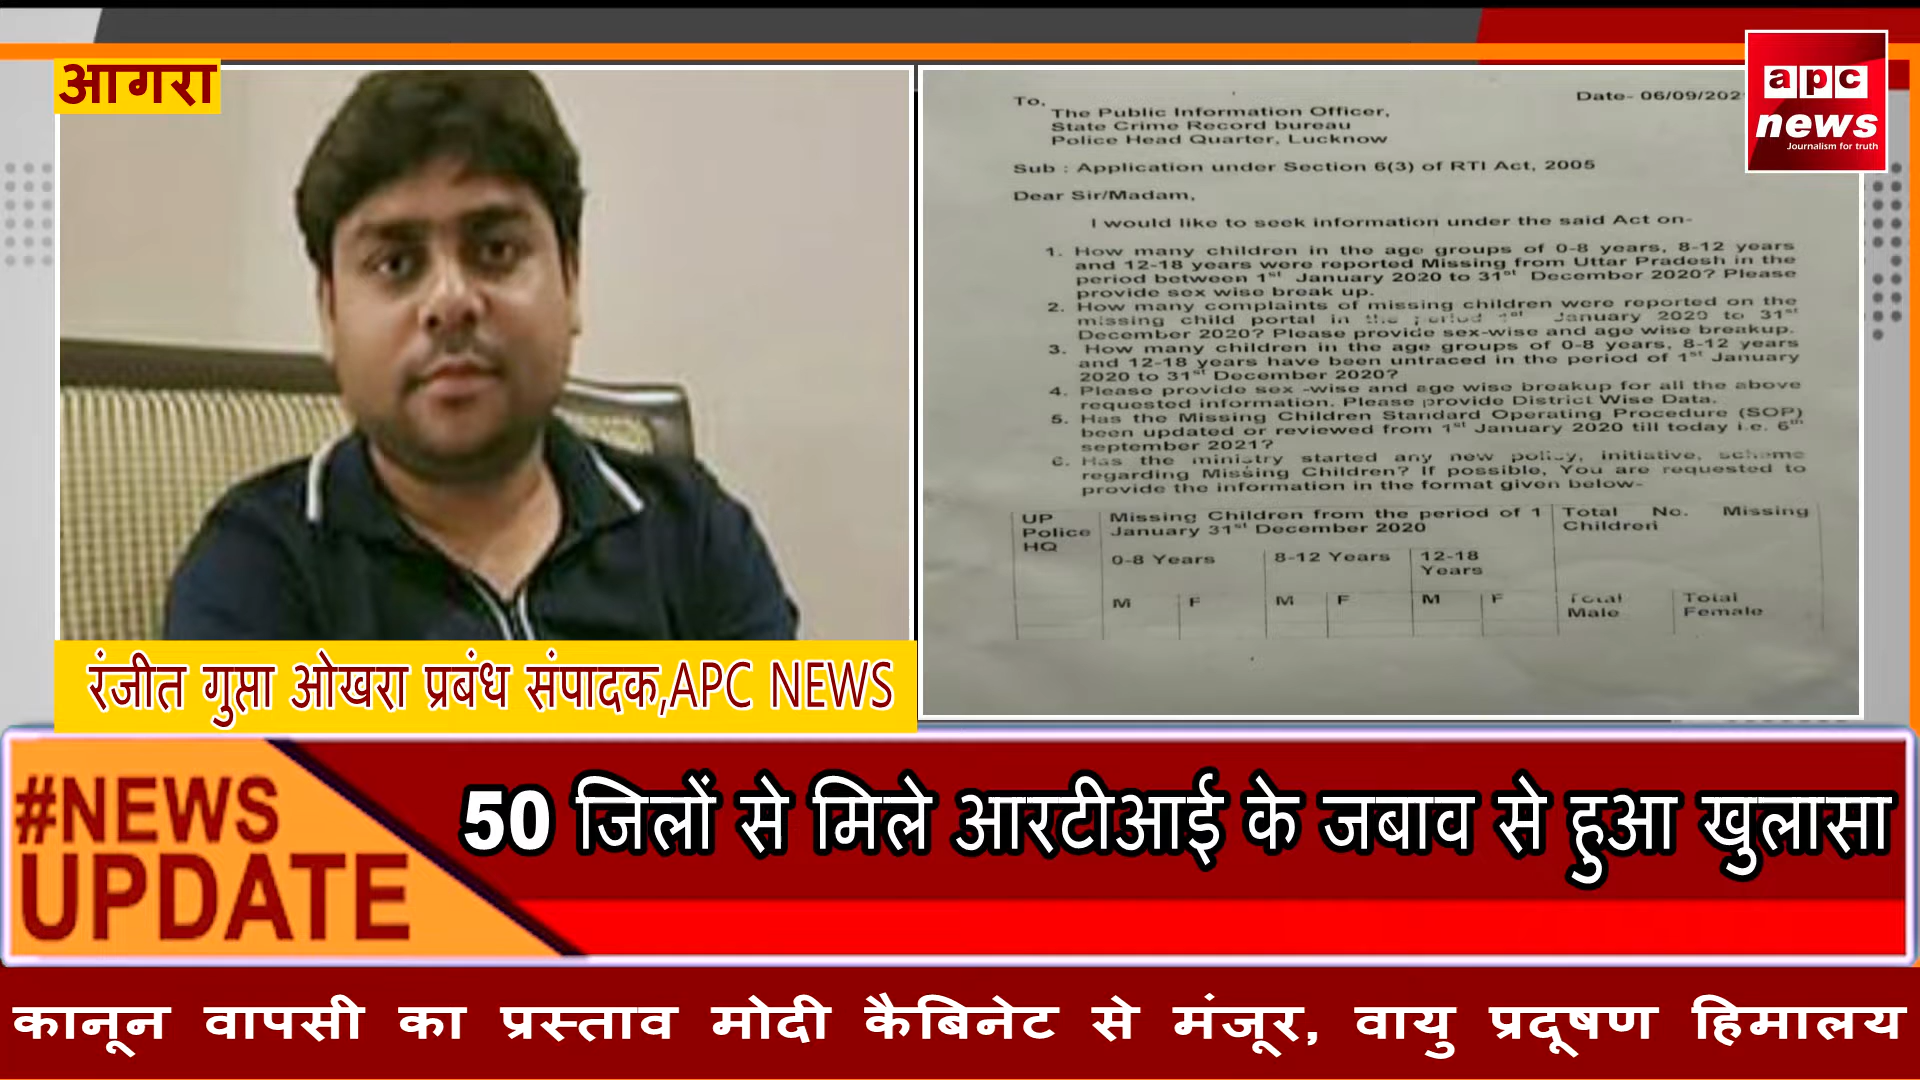 आगरा
apc
news
Journalism for truth
To,
Date- 06/09/202
The Public Information Officer,
State Crime Record bureau
Police Head Quarter, Lucknow
Sub : Application under Section 6(3) of RTI Act, 2005
Dear Sir/Madam,
I would like to seek information under the said Act on-
1. How many children in the age groups of 0-8 years, 8-12 years
and 12-18 years were reported Missing from Uttar Pradesh in the
period between 1st January 2020 to 31st December 2020? Please
provide sex wise break up.
2. How many complaints of missing children were reported on the
missing child portal in the period 1st January 2020 to 31st
December 2020? Please provide sex-wise and age wise breakup.
3. How many children in the age groups of 0-8 years, 8-12 years
and 12-18 years have been untraced in the period of 1st January
2020 to 31st December 2020?
4. Please provide sex -wise and age wise breakup for all the above
requested information. Please provide District Wise Data.
5. Has the Missing Children Standard Operating Procedure (SOP)
been updated or reviewed from 1st January 2020 till today i.e. 6th
september 2021?
6. Has the ministry started any new policy, initiative, scheme
regarding Missing Children? If possible, You are requested to
provide the information in the format given below-
UP Police HQ
Missing Children from the period of 1
January 31st December 2020
Total No. Missing
Children
0-8 Years 8-12 Years 12-18 Years
M F M F M F Total Male Total Female
रंजीत गुप्ता ओखरा प्रबंध संपादक,APC NEWS
#NEWS
UPDATE
50 जिलों से मिले आरटीआई के जबाव से हुआ खुलासा
कानून वापसी का प्रस्ताव मोदी कैबिनेट से मंजूर, वायु प्रदूषण हिमालय